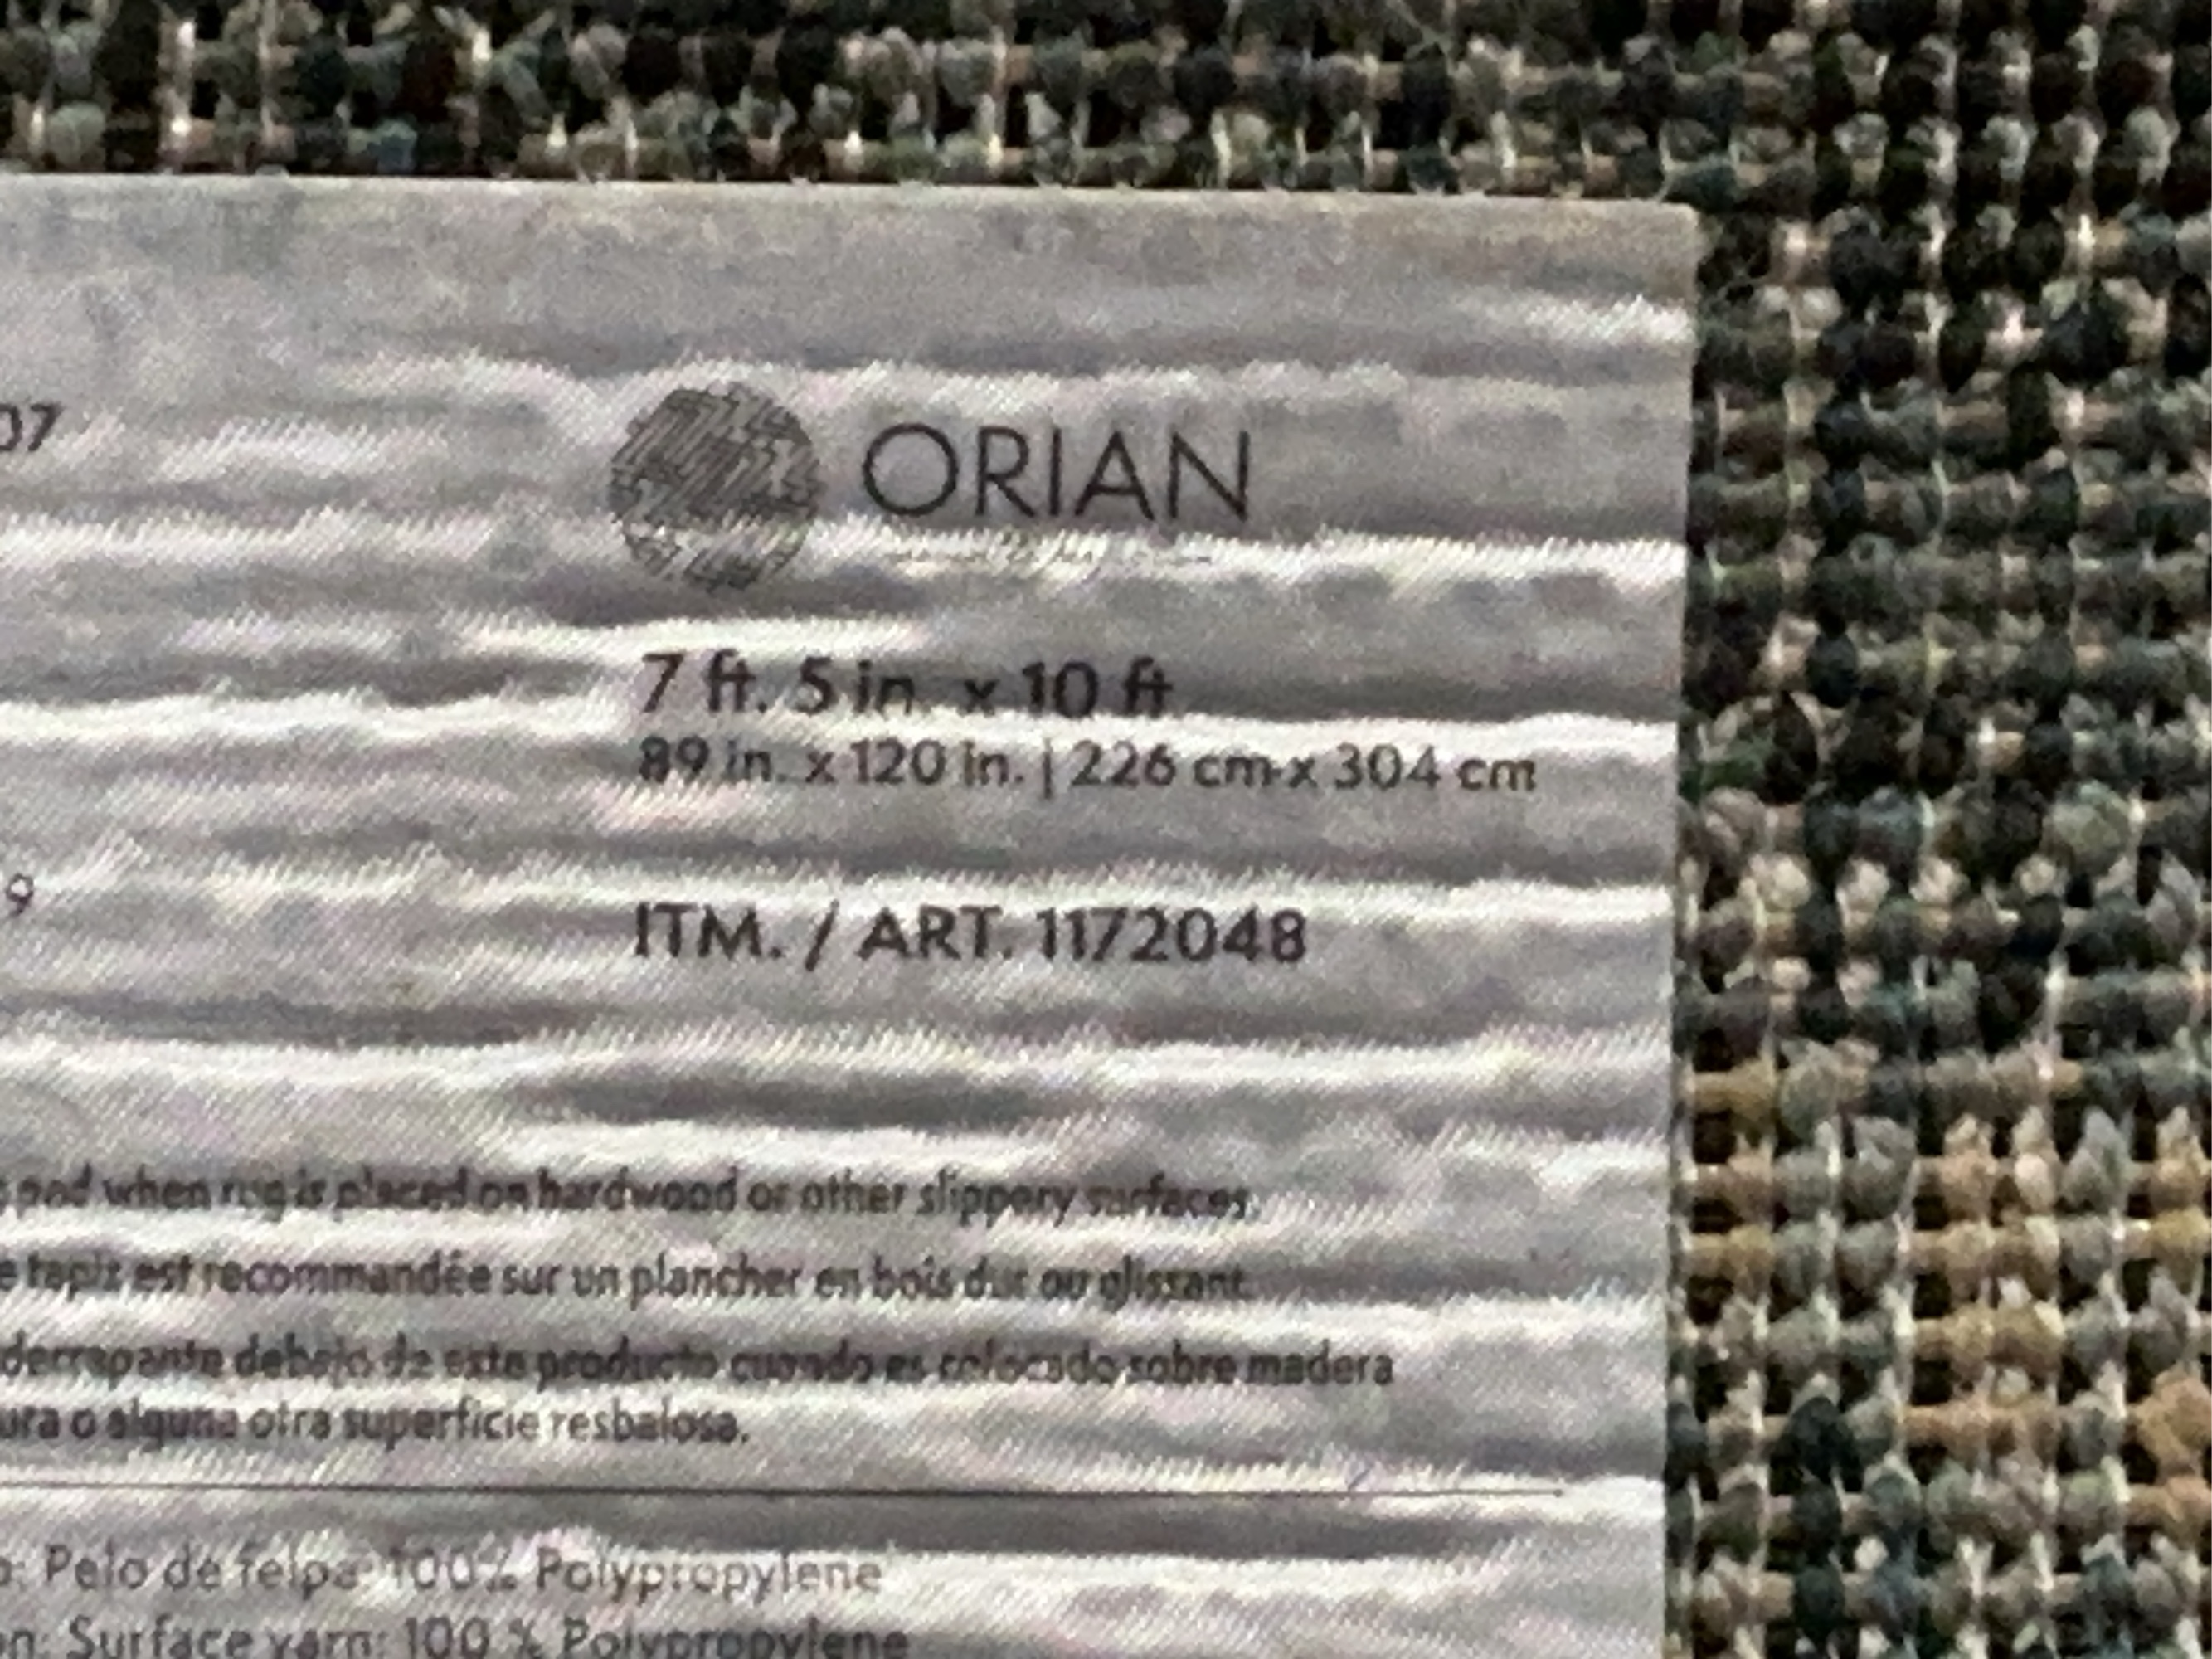 07
ORIAN
7 ft. 5 in. x 10 ft
89 in. x 120 in. | 226 cm x 304 cm
9
ITM. / ART. 1172048
pad when rug is placed on hardwood or other slippery surfaces.
e tapis est recommandée sur un plancher en bois dur ou glissant.
derrapante debajo de este producto cuando es colocado sobre madera
ura o alguna otra superficie resbalosa.
o: Pelo de felpa: 100% Polypropylene
on: Surface yarn: 100 % Polypropylene